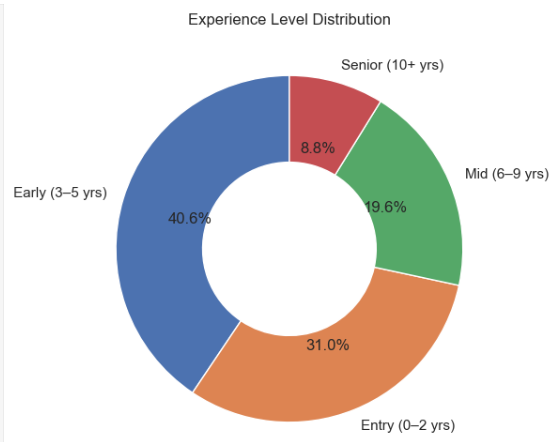 Experience Level Distribution
Senior (10+ yrs)
8.8%
Mid (6–9 yrs)
19.6%
Early (3–5 yrs)
40.6%
31.0%
Entry (0–2 yrs)